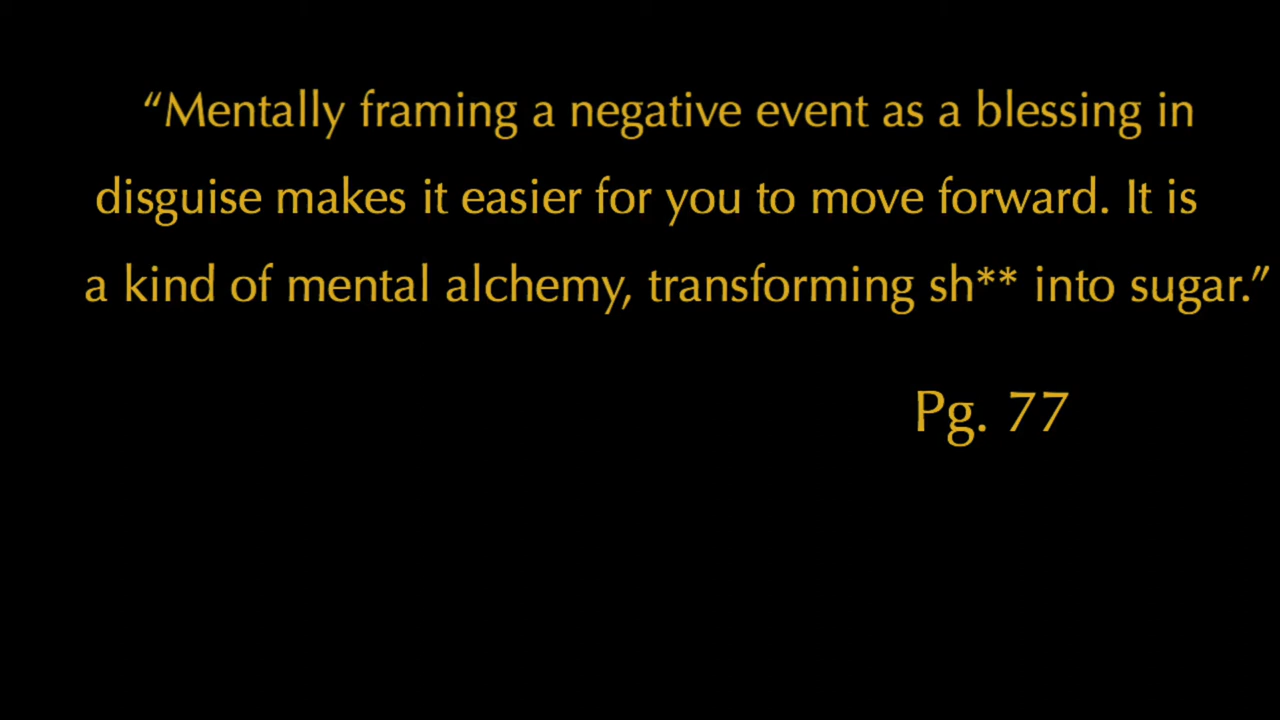 “Mentally framing a negative event as a blessing in
disguise makes it easier for you to move forward. It is
a kind of mental alchemy, transforming sh** into sugar.”
Pg. 77